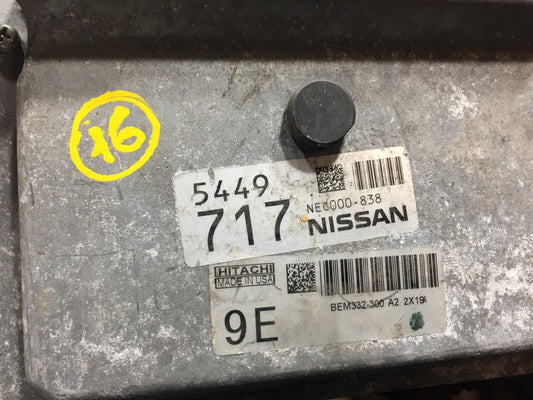 16
5449
717
NEC000-838
NISSAN
HITACHI
MADE IN USA
BEM332-300 A2 2X19
9E